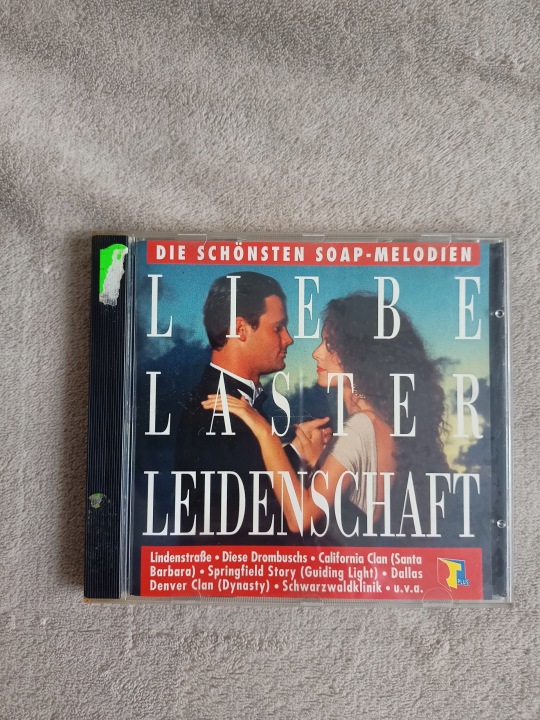 DIE SCHÖNSTEN SOAP-MELODIEN
LIEBE
LASTER
LEIDENSCHAFT
Lindenstraße • Diese Drombuschs • California Clan (Santa
Barbara) • Springfield Story (Guiding Light) • Dallas
Denver Clan (Dynasty) • Schwarzwaldklinik • u.v.a.
PLUS